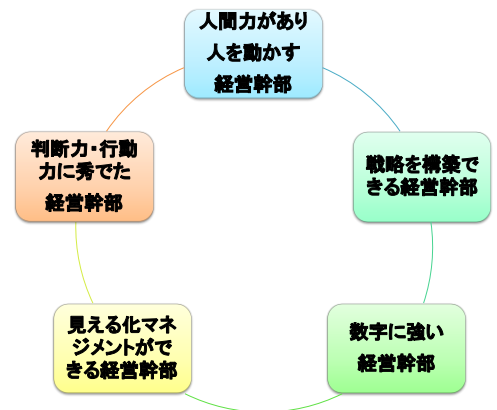 人間力があり
人を動かす
経営幹部
戦略を構築で
きる経営幹部
数字に強い
経営幹部
見える化マネ
ジメントがで
きる経営幹部
判断力・行動
力に秀でた
経営幹部